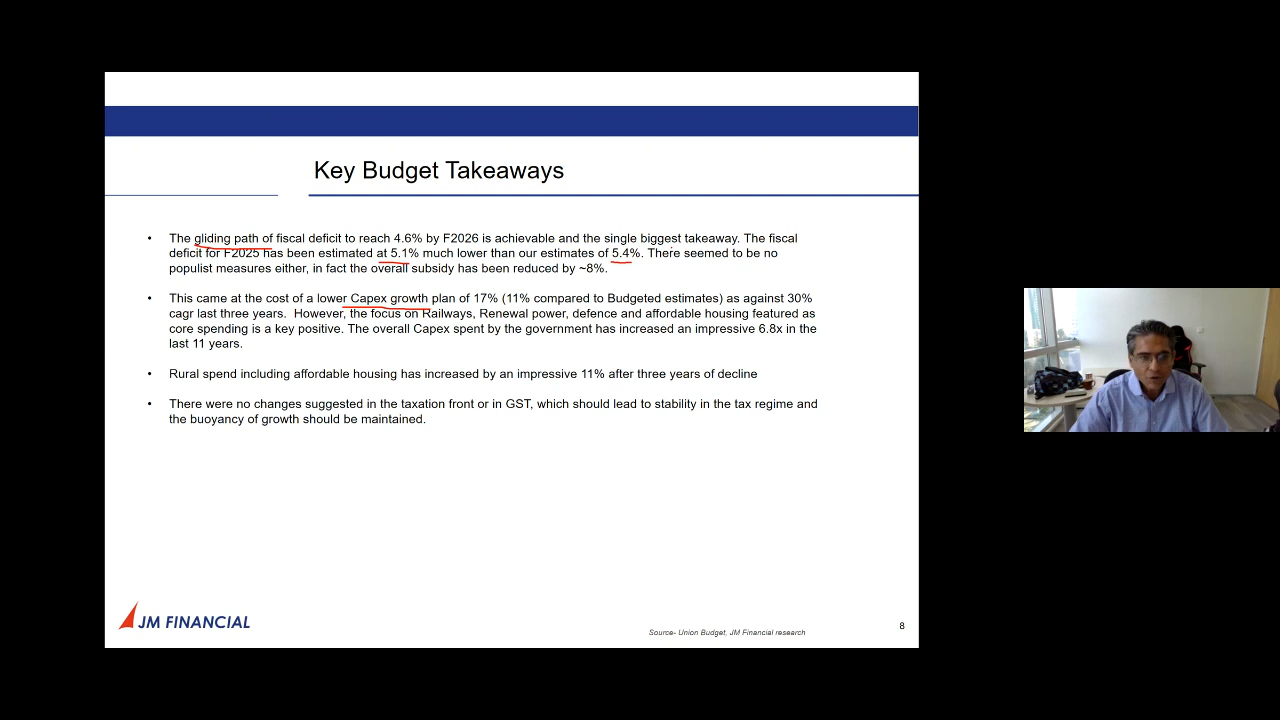 Key Budget Takeaways
• The gliding path of fiscal deficit to reach 4.6% by F2026 is achievable and the single biggest takeaway. The fiscal
deficit for F2025 has been estimated at 5.1% much lower than our estimates of 5.4%. There seemed to be no
populist measures either, in fact the overall subsidy has been reduced by ~8%.
• This came at the cost of a lower Capex growth plan of 17% (11% compared to Budgeted estimates) as against 30%
cagr last three years. However, the focus on Railways, Renewal power, defence and affordable housing featured as
core spending is a key positive. The overall Capex spent by the government has increased an impressive 6.8x in the
last 11 years.
• Rural spend including affordable housing has increased by an impressive 11% after three years of decline
• There were no changes suggested in the taxation front or in GST, which should lead to stability in the tax regime and
the buoyancy of growth should be maintained.
JM FINANCIAL
Source- Union Budget, JM Financial research
8